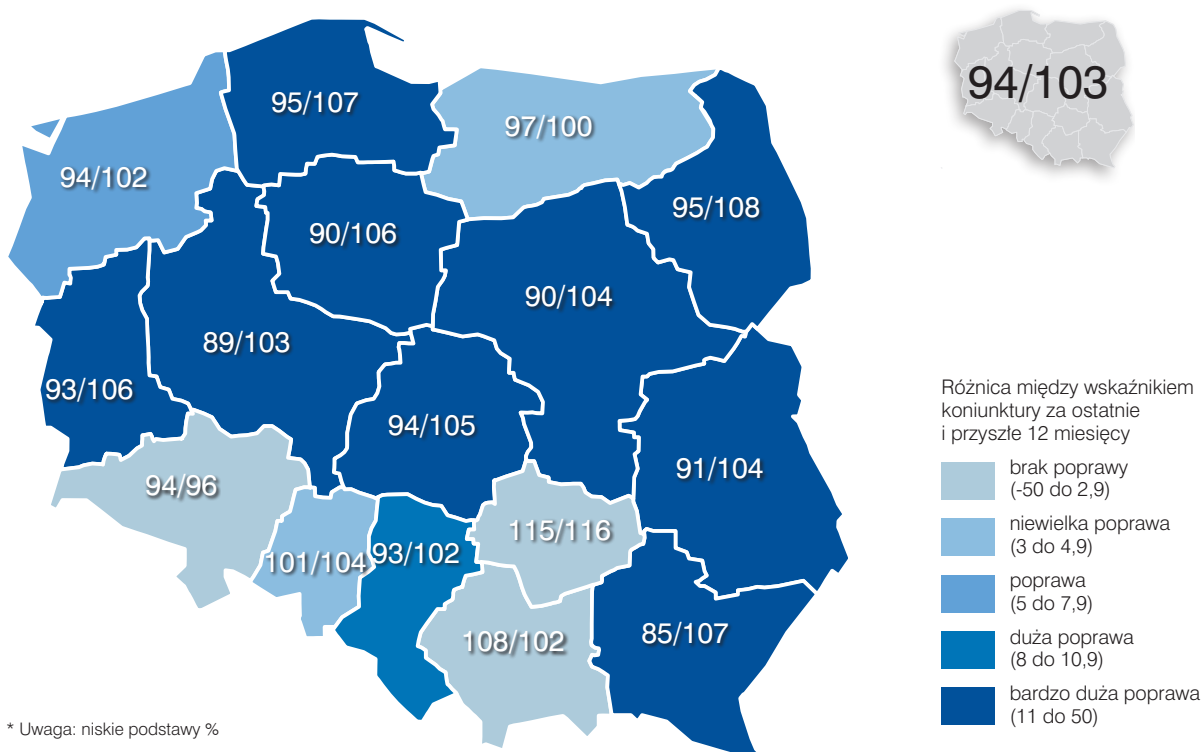 94/103
95/107
97/100
94/102
95/108
90/106
90/104
89/103
93/106
94/105
91/104
94/96
115/116
101/104
93/102
108/102
85/107
Różnica między wskaźnikiem
koniunktury za ostatnie
i przyszłe 12 miesięcy
brak poprawy
(-50 do 2,9)
niewielka poprawa
(3 do 4,9)
poprawa
(5 do 7,9)
duża poprawa
(8 do 10,9)
bardzo duża poprawa
(11 do 50)
* Uwaga: niskie podstawy %